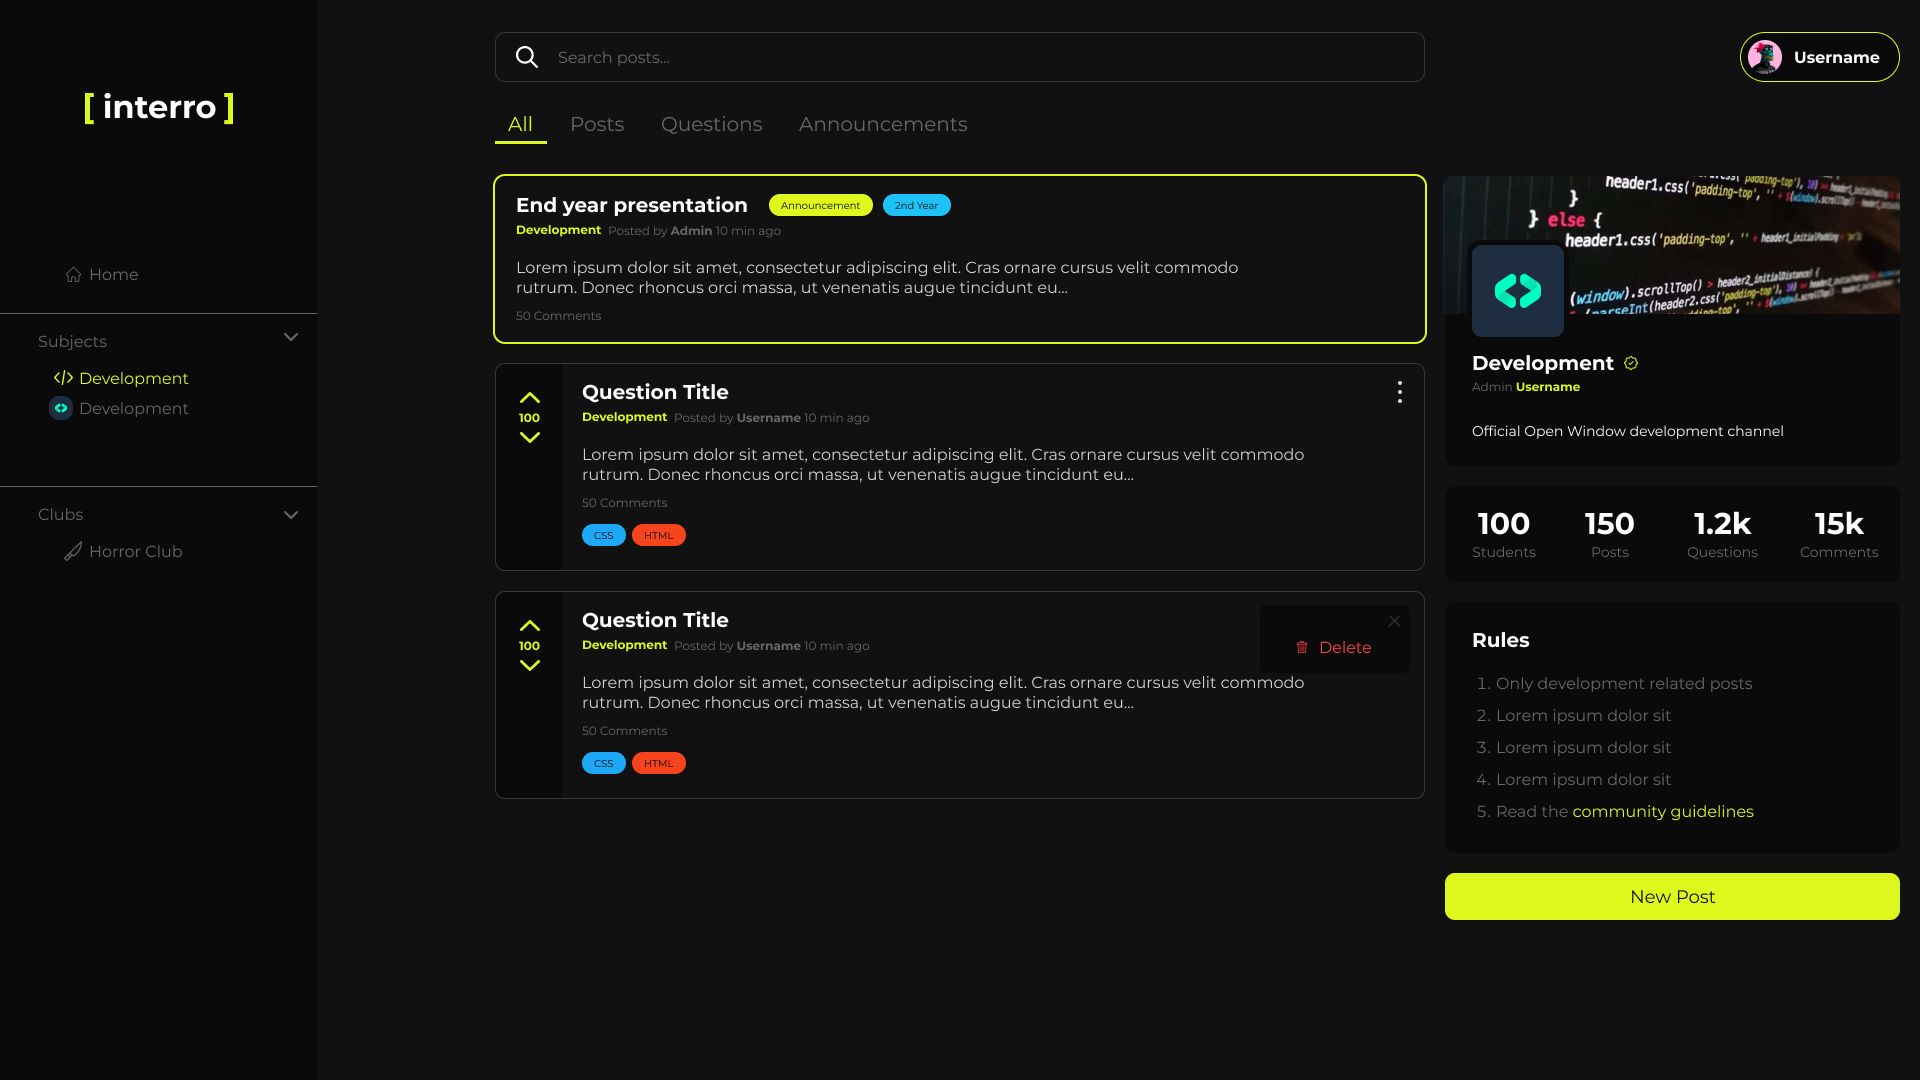 [ interro ]
Home
Subjects
Development
Development
Clubs
Horror Club
Search posts...
Username
All Posts Questions Announcements
End year presentation Announcement 2nd Year
Development Posted by Admin 10 min ago
Lorem ipsum dolor sit amet, consectetur adipiscing elit. Cras ornare cursus velit commodo
rutrum. Donec rhoncus orci massa, ut venenatis augue tincidunt eu...
50 Comments
100
Question Title
Development Posted by Username 10 min ago
Lorem ipsum dolor sit amet, consectetur adipiscing elit. Cras ornare cursus velit commodo
rutrum. Donec rhoncus orci massa, ut venenatis augue tincidunt eu...
50 Comments
CSS HTML
100
Question Title
Development Posted by Username 10 min ago
Delete
Lorem ipsum dolor sit amet, consectetur adipiscing elit. Cras ornare cursus velit commodo
rutrum. Donec rhoncus orci massa, ut venenatis augue tincidunt eu...
50 Comments
CSS HTML
header1.css('padding-top', '' +
} else {
header1.css('padding-top', '' + header1_initialPadding +
(window).scrollTop() > header2_initialDistance) {
(parseInt(header2.css('padding-top'),
Development
Admin Username
Official Open Window development channel
100 150 1.2k 15k
Students Posts Questions Comments
Rules
1. Only development related posts
2. Lorem ipsum dolor sit
3. Lorem ipsum dolor sit
4. Lorem ipsum dolor sit
5. Read the community guidelines
New Post